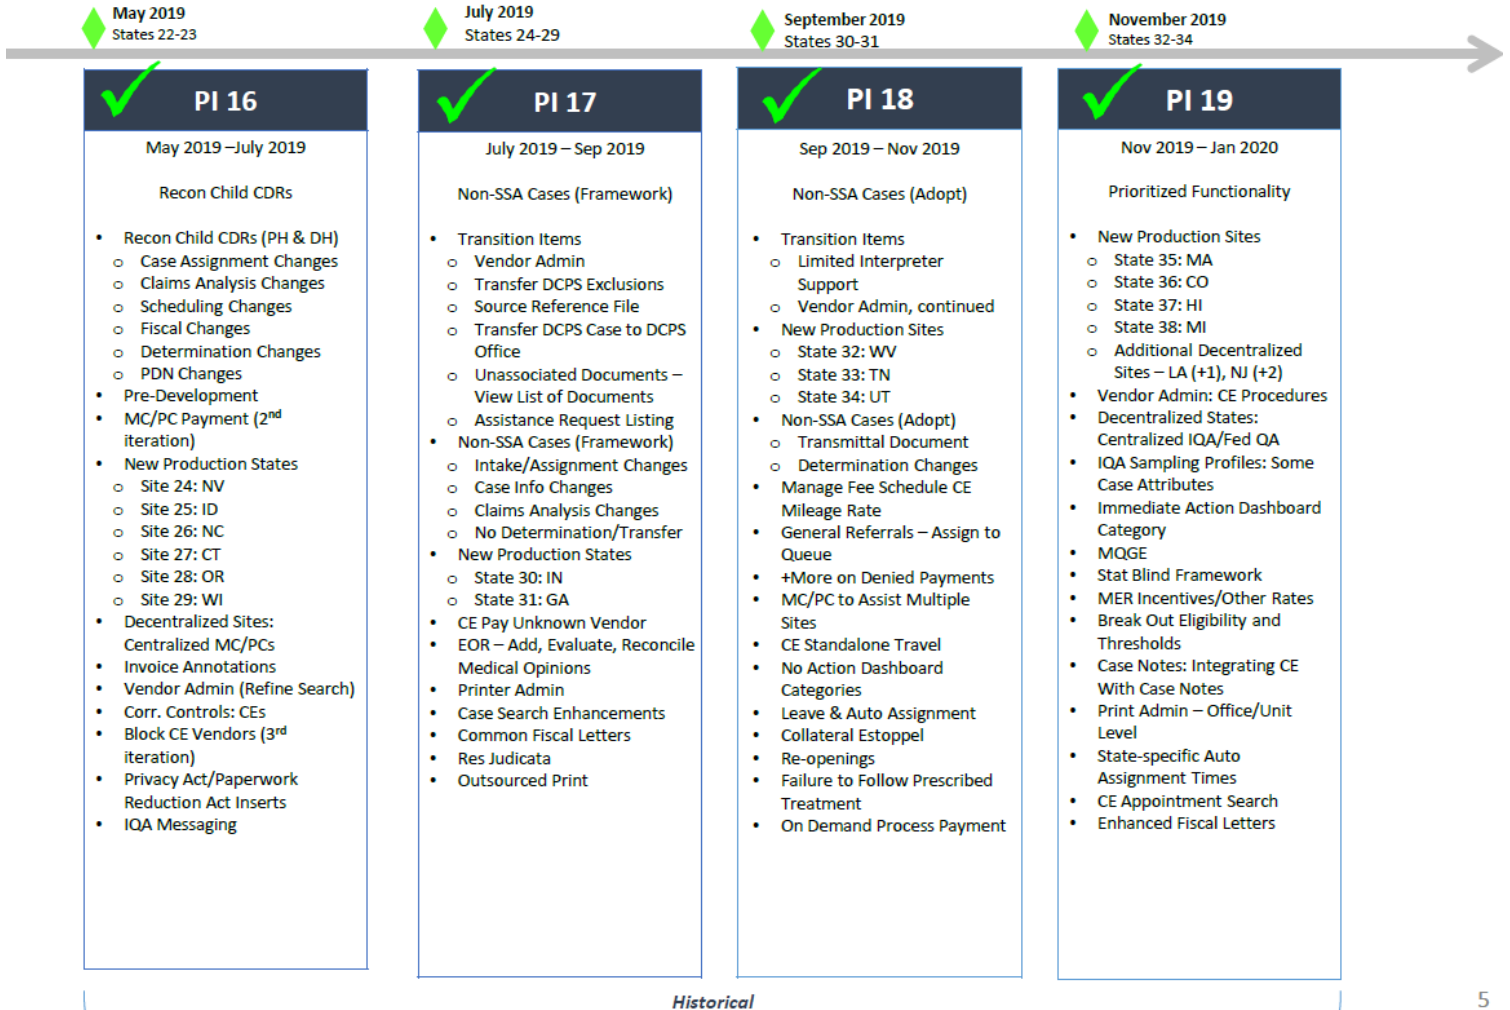 May 2019
States 22-23
July 2019
States 24-29
September 2019
States 30-31
November 2019
States 32-34
PI 16
May 2019 –July 2019
Recon Child CDRs
• Recon Child CDRs (PH & DH)
o Case Assignment Changes
o Claims Analysis Changes
o Scheduling Changes
o Fiscal Changes
o Determination Changes
o PDN Changes
• Pre-Development
• MC/PC Payment (2nd
iteration)
• New Production States
o Site 24: NV
o Site 25: ID
o Site 26: NC
o Site 27: CT
o Site 28: OR
o Site 29: WI
• Decentralized Sites:
Centralized MC/PCs
• Invoice Annotations
• Vendor Admin (Refine Search)
• Corr. Controls: CEs
• Block CE Vendors (3rd
iteration)
• Privacy Act/Paperwork
Reduction Act Inserts
• IQA Messaging
PI 17
July 2019 – Sep 2019
Non-SSA Cases (Framework)
• Transition Items
o Vendor Admin
o Transfer DCPS Exclusions
o Source Reference File
o Transfer DCPS Case to DCPS
Office
o Unassociated Documents –
View List of Documents
o Assistance Request Listing
• Non-SSA Cases (Framework)
o Intake/Assignment Changes
o Case Info Changes
o Claims Analysis Changes
o No Determination/Transfer
• New Production States
o State 30: IN
o State 31: GA
• CE Pay Unknown Vendor
• EOR – Add, Evaluate, Reconcile
Medical Opinions
• Printer Admin
• Case Search Enhancements
• Common Fiscal Letters
• Res Judicata
• Outsourced Print
PI 18
Sep 2019 – Nov 2019
Non-SSA Cases (Adopt)
• Transition Items
o Limited Interpreter
Support
o Vendor Admin, continued
• New Production Sites
o State 32: WV
o State 33: TN
o State 34: UT
• Non-SSA Cases (Adopt)
o Transmittal Document
o Determination Changes
• Manage Fee Schedule CE
Mileage Rate
• General Referrals – Assign to
Queue
• +More on Denied Payments
• MC/PC to Assist Multiple
Sites
• CE Standalone Travel
• No Action Dashboard
Categories
• Leave & Auto Assignment
• Collateral Estoppel
• Re-openings
• Failure to Follow Prescribed
Treatment
• On Demand Process Payment
PI 19
Nov 2019 – Jan 2020
Prioritized Functionality
• New Production Sites
o State 35: MA
o State 36: CO
o State 37: HI
o State 38: MI
o Additional Decentralized
Sites – LA (+1), NJ (+2)
• Vendor Admin: CE Procedures
• Decentralized States:
Centralized IQA/Fed QA
• IQA Sampling Profiles: Some
Case Attributes
• Immediate Action Dashboard
Category
• MQGE
• Stat Blind Framework
• MER Incentives/Other Rates
• Break Out Eligibility and
Thresholds
• Case Notes: Integrating CE
With Case Notes
• Print Admin – Office/Unit
Level
• State-specific Auto
Assignment Times
• CE Appointment Search
• Enhanced Fiscal Letters
Historical
5